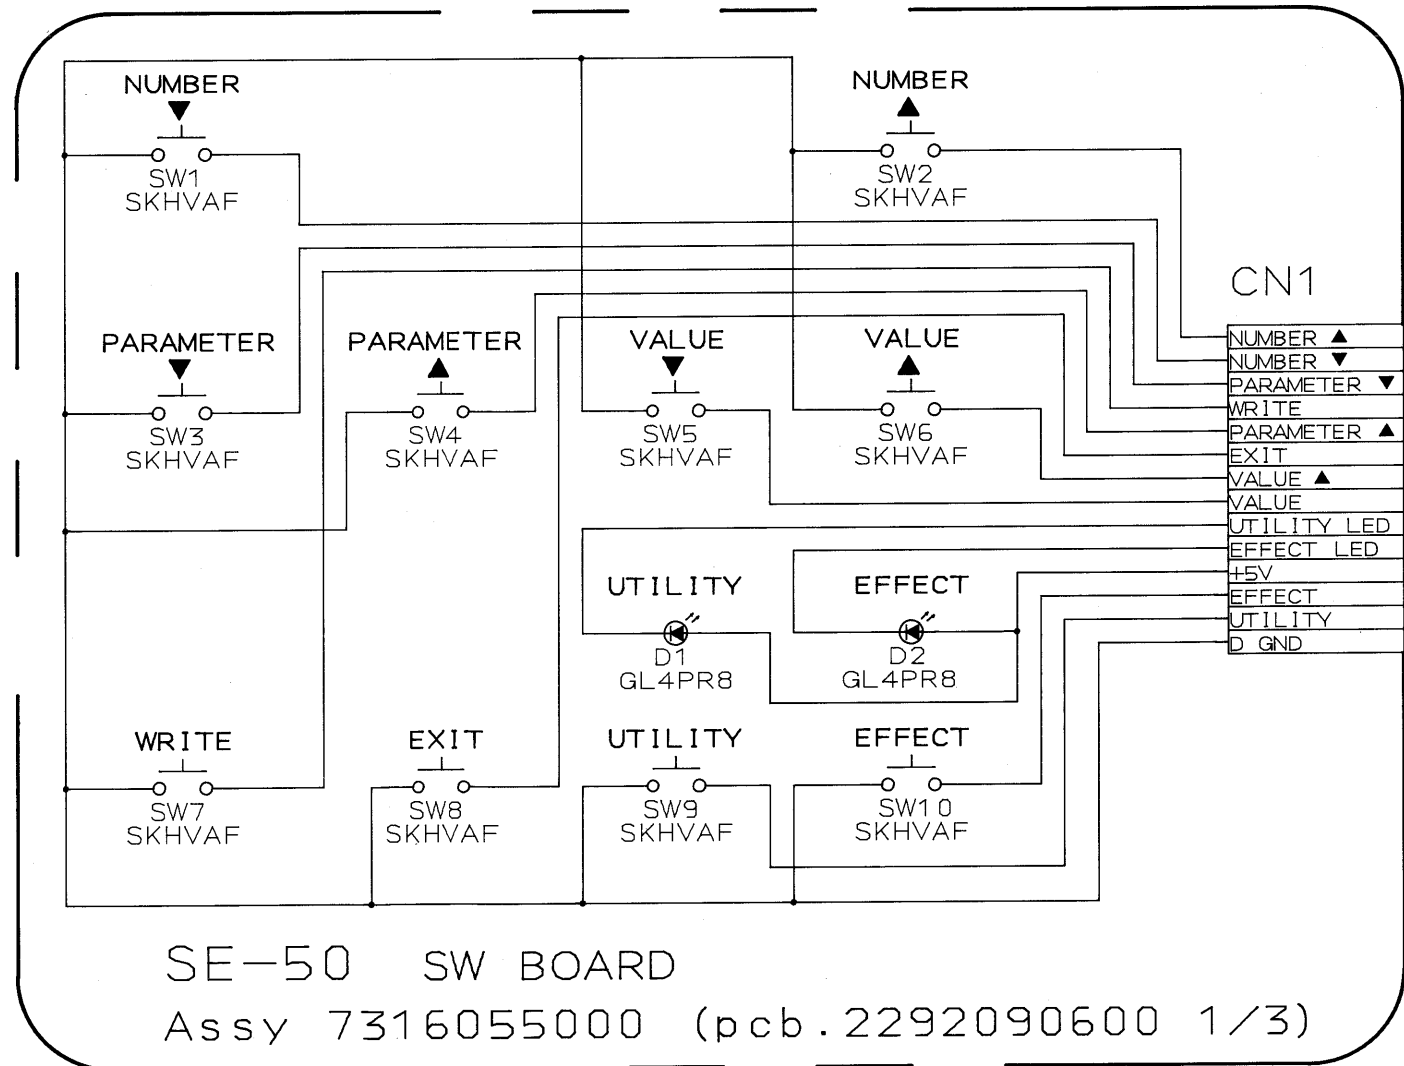 NUMBER
▼
SW1
SKHVAF
NUMBER
▲
SW2
SKHVAF
CN1
PARAMETER
▼
SW3
SKHVAF
PARAMETER
▲
SW4
SKHVAF
VALUE
▼
SW5
SKHVAF
VALUE
▲
SW6
SKHVAF
NUMBER ▲
NUMBER ▼
PARAMETER ▼
WRITE
PARAMETER ▲
EXIT
VALUE ▲
VALUE
UTILITY LED
EFFECT LED
+5V
EFFECT
UTILITY
D GND
UTILITY
D1
GL4PR8
EFFECT
D2
GL4PR8
WRITE
SW7
SKHVAF
EXIT
SW8
SKHVAF
UTILITY
SW9
SKHVAF
EFFECT
SW10
SKHVAF
SE-50 SW BOARD
Assy 7316055000 (pcb.2292090600 1/3)